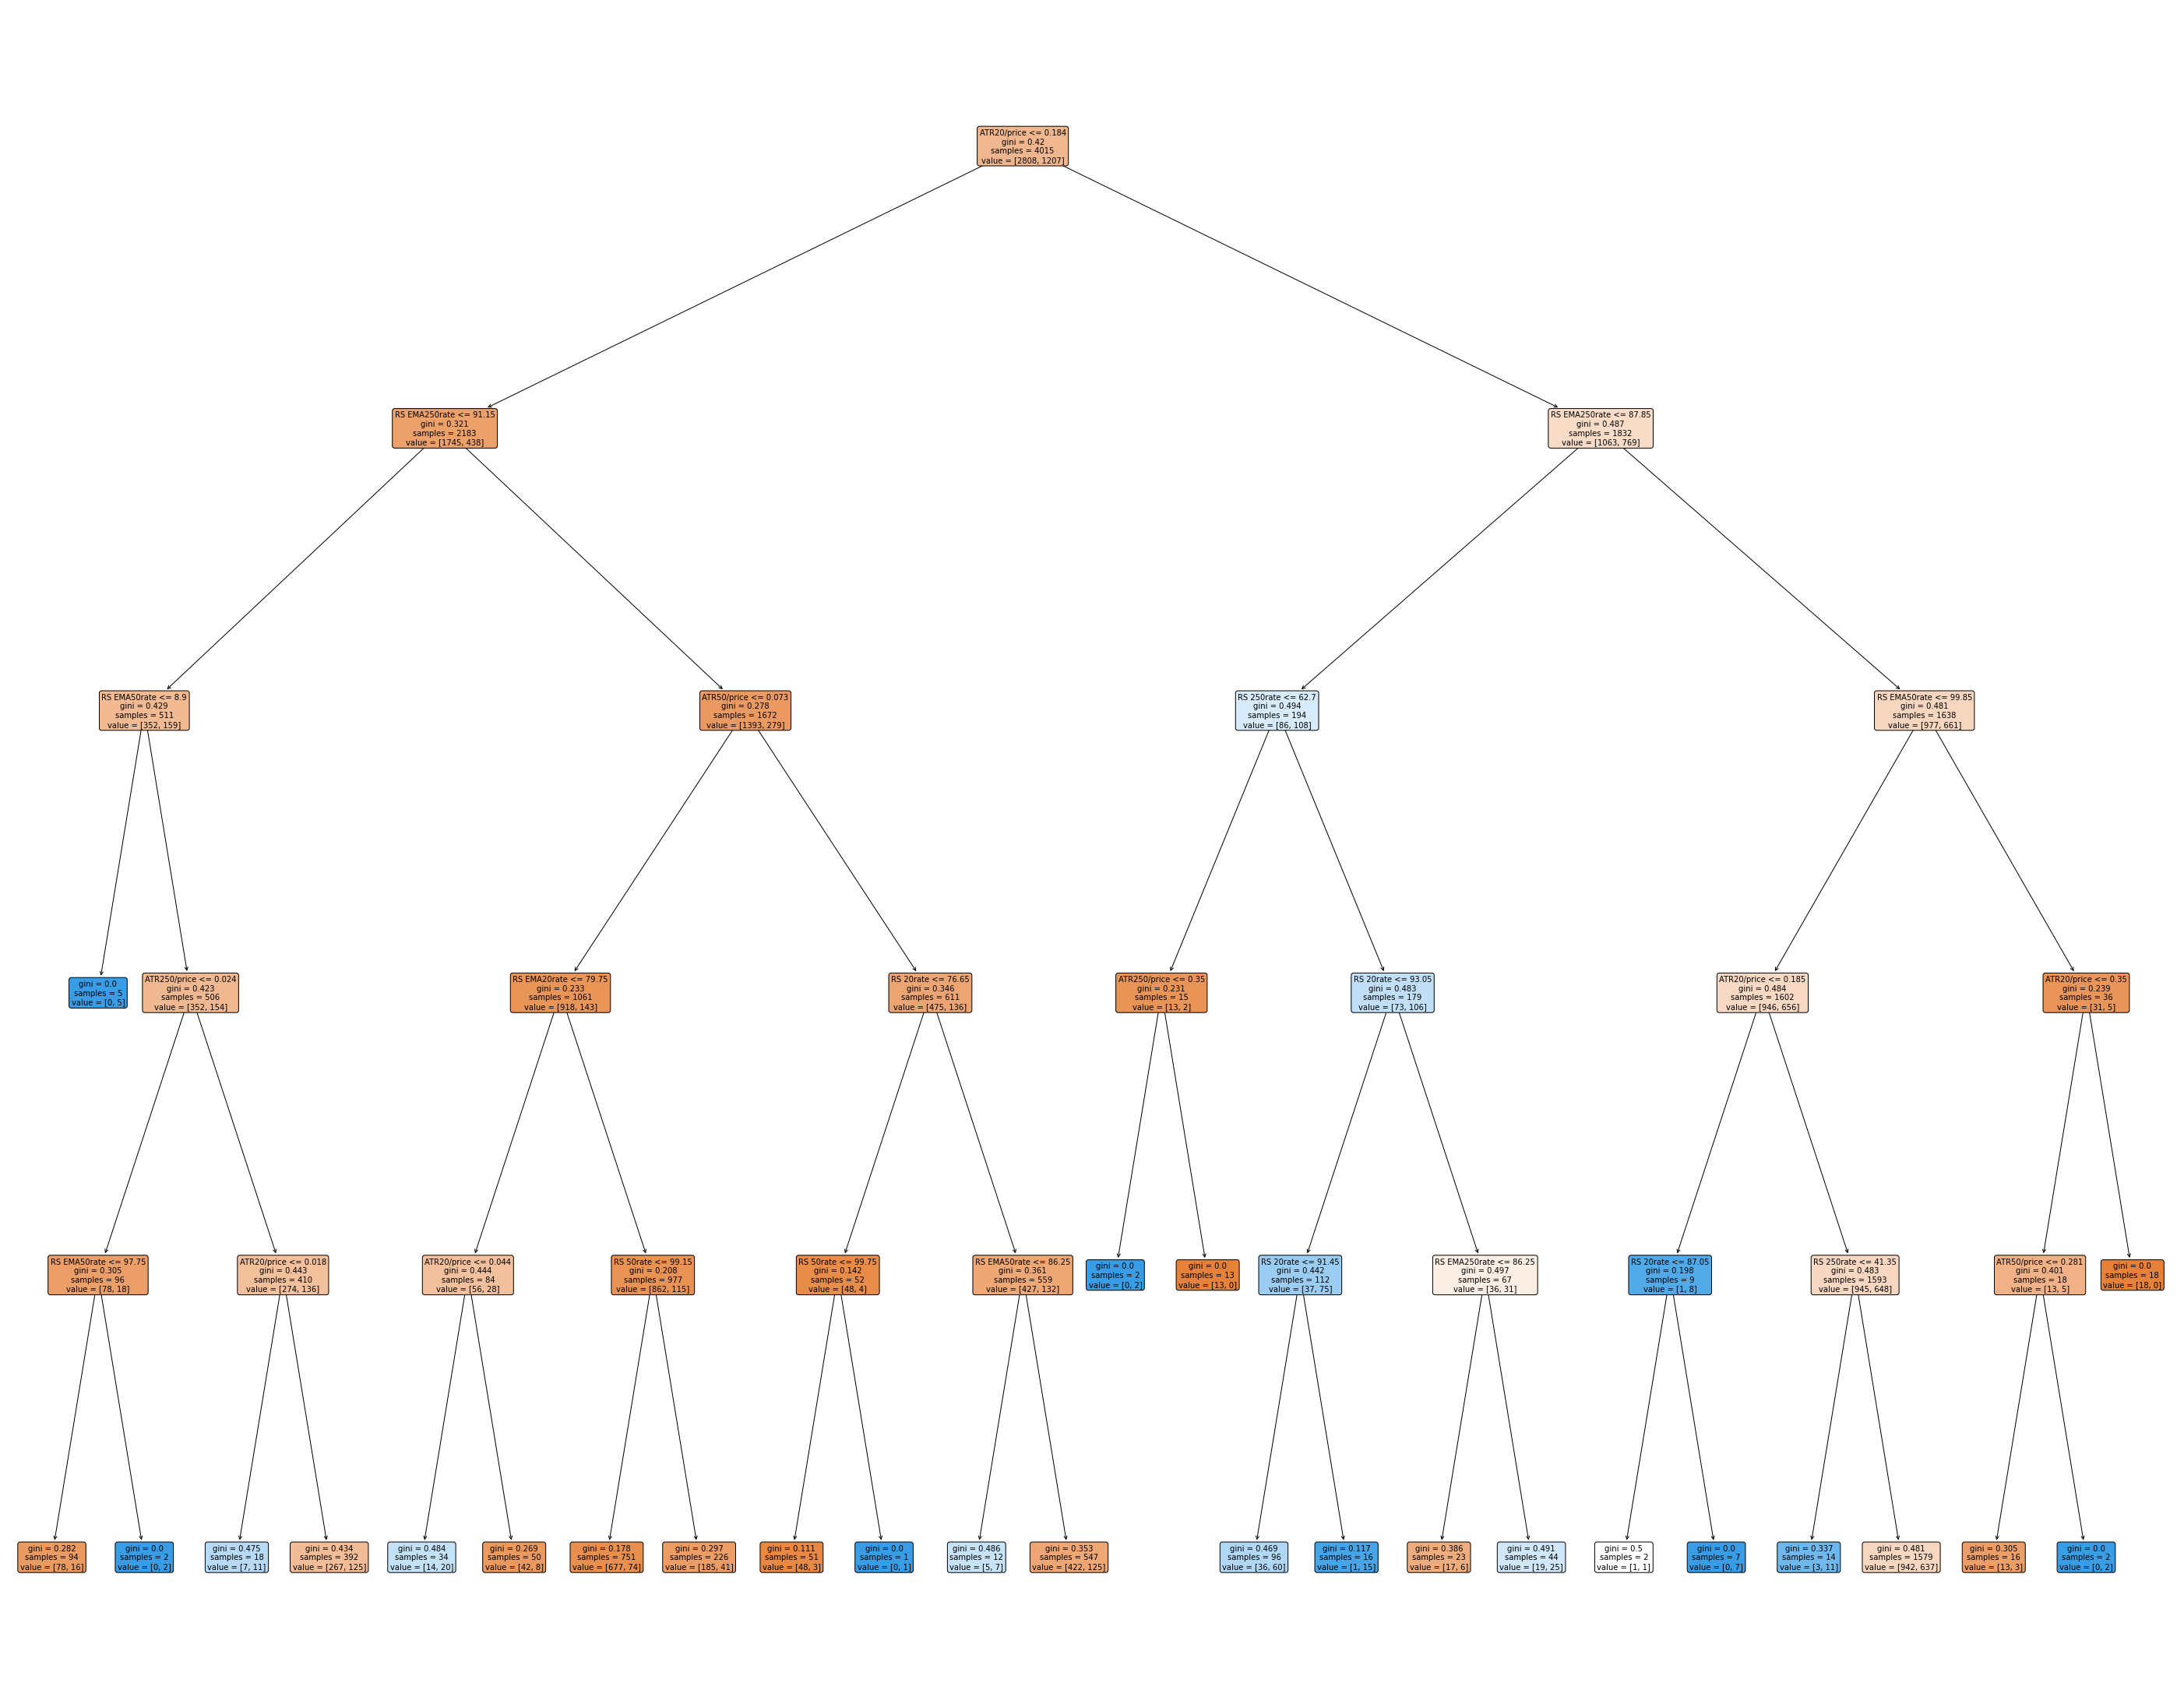 ATR20/price <= 0.184
gini = 0.42
samples = 4015
value = [2808, 1207]
RS EMA250rate <= 91.15
gini = 0.321
samples = 2183
value = [1745, 438]
RS EMA250rate <= 87.85
gini = 0.487
samples = 1832
value = [1063, 769]
RS EMA50rate <= 8.9
gini = 0.429
samples = 511
value = [352, 159]
ATR50/price <= 0.073
gini = 0.278
samples = 1672
value = [1393, 279]
RS 250rate <= 62.7
gini = 0.494
samples = 194
value = [86, 108]
RS EMA50rate <= 99.85
gini = 0.481
samples = 1638
value = [977, 661]
gini = 0.0
samples = 5
value = [0, 5]
ATR250/price <= 0.024
gini = 0.423
samples = 506
value = [352, 154]
RS EMA20rate <= 79.75
gini = 0.233
samples = 1061
value = [918, 143]
RS 20rate <= 76.65
gini = 0.346
samples = 611
value = [475, 136]
ATR250/price <= 0.35
gini = 0.231
samples = 15
value = [13, 2]
RS 20rate <= 93.05
gini = 0.483
samples = 179
value = [73, 106]
ATR20/price <= 0.185
gini = 0.484
samples = 1602
value = [946, 656]
ATR20/price <= 0.35
gini = 0.239
samples = 36
value = [31, 5]
RS EMA50rate <= 97.75
gini = 0.305
samples = 96
value = [78, 18]
ATR20/price <= 0.018
gini = 0.443
samples = 410
value = [274, 136]
ATR20/price <= 0.044
gini = 0.444
samples = 84
value = [56, 28]
RS 50rate <= 99.15
gini = 0.208
samples = 977
value = [862, 115]
RS 50rate <= 99.75
gini = 0.142
samples = 52
value = [48, 4]
RS EMA50rate <= 86.25
gini = 0.361
samples = 559
value = [427, 132]
gini = 0.0
samples = 2
value = [0, 2]
gini = 0.0
samples = 13
value = [13, 0]
RS 20rate <= 91.45
gini = 0.442
samples = 112
value = [37, 75]
RS EMA250rate <= 86.25
gini = 0.497
samples = 67
value = [36, 31]
RS 20rate <= 87.05
gini = 0.198
samples = 9
value = [1, 8]
RS 250rate <= 41.35
gini = 0.483
samples = 1593
value = [945, 648]
ATR50/price <= 0.281
gini = 0.401
samples = 18
value = [13, 5]
gini = 0.0
samples = 18
value = [18, 0]
gini = 0.282
samples = 94
value = [78, 16]
gini = 0.0
samples = 2
value = [0, 2]
gini = 0.475
samples = 18
value = [7, 11]
gini = 0.434
samples = 392
value = [267, 125]
gini = 0.484
samples = 34
value = [14, 20]
gini = 0.269
samples = 50
value = [42, 8]
gini = 0.178
samples = 751
value = [677, 74]
gini = 0.297
samples = 226
value = [185, 41]
gini = 0.111
samples = 51
value = [48, 3]
gini = 0.0
samples = 1
value = [0, 1]
gini = 0.486
samples = 12
value = [5, 7]
gini = 0.353
samples = 547
value = [422, 125]
gini = 0.469
samples = 96
value = [36, 60]
gini = 0.117
samples = 16
value = [1, 15]
gini = 0.386
samples = 23
value = [17, 6]
gini = 0.491
samples = 44
value = [19, 25]
gini = 0.5
samples = 2
value = [1, 1]
gini = 0.0
samples = 7
value = [0, 7]
gini = 0.337
samples = 14
value = [3, 11]
gini = 0.481
samples = 1579
value = [942, 637]
gini = 0.305
samples = 16
value = [13, 3]
gini = 0.0
samples = 2
value = [0, 2]